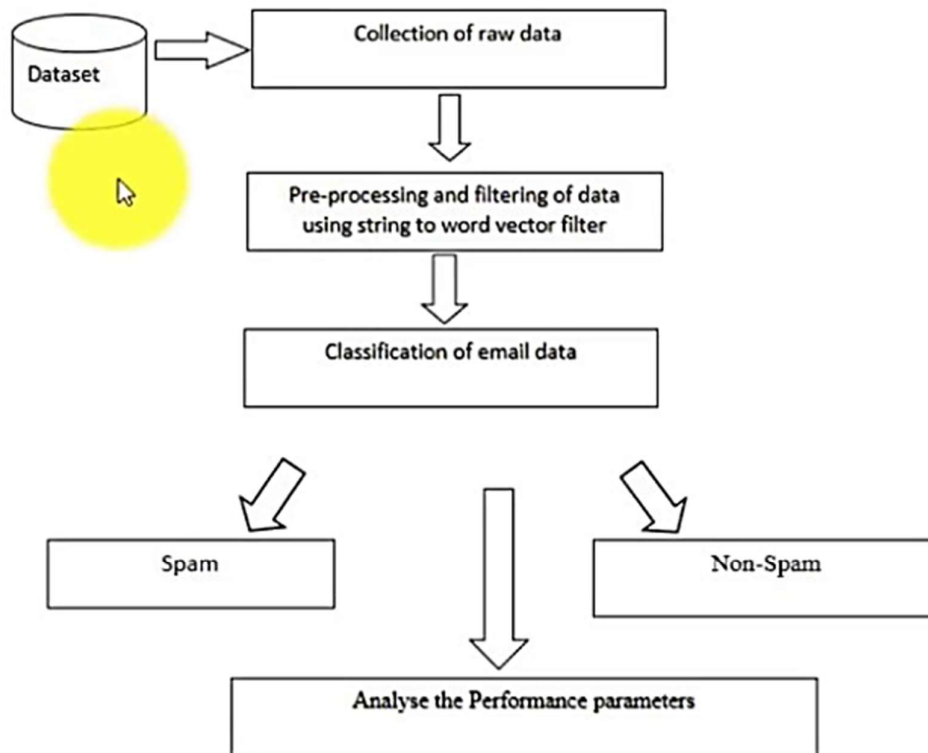 Dataset
Collection of raw data
Pre-processing and filtering of data
using string to word vector filter
Classification of email data
Spam
Non-Spam
Analyse the Performance parameters